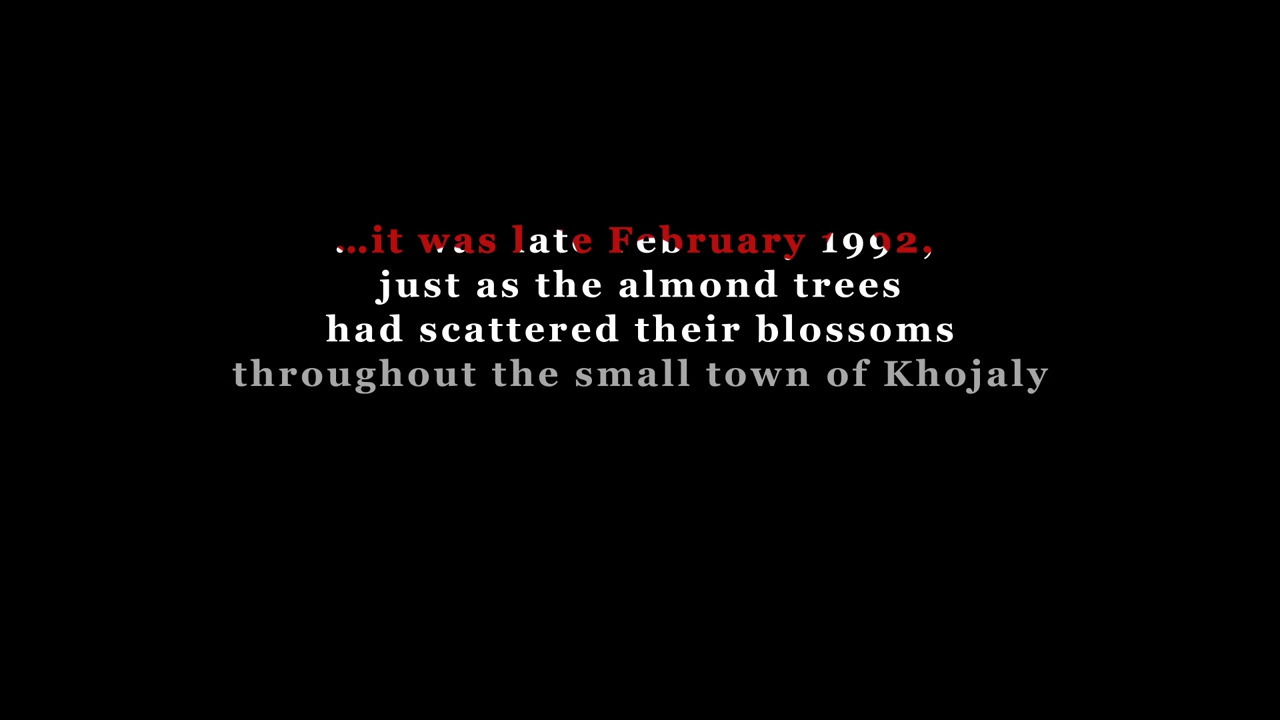 …it was late February 1992,
just as the almond trees
had scattered their blossoms
throughout the small town of Khojaly